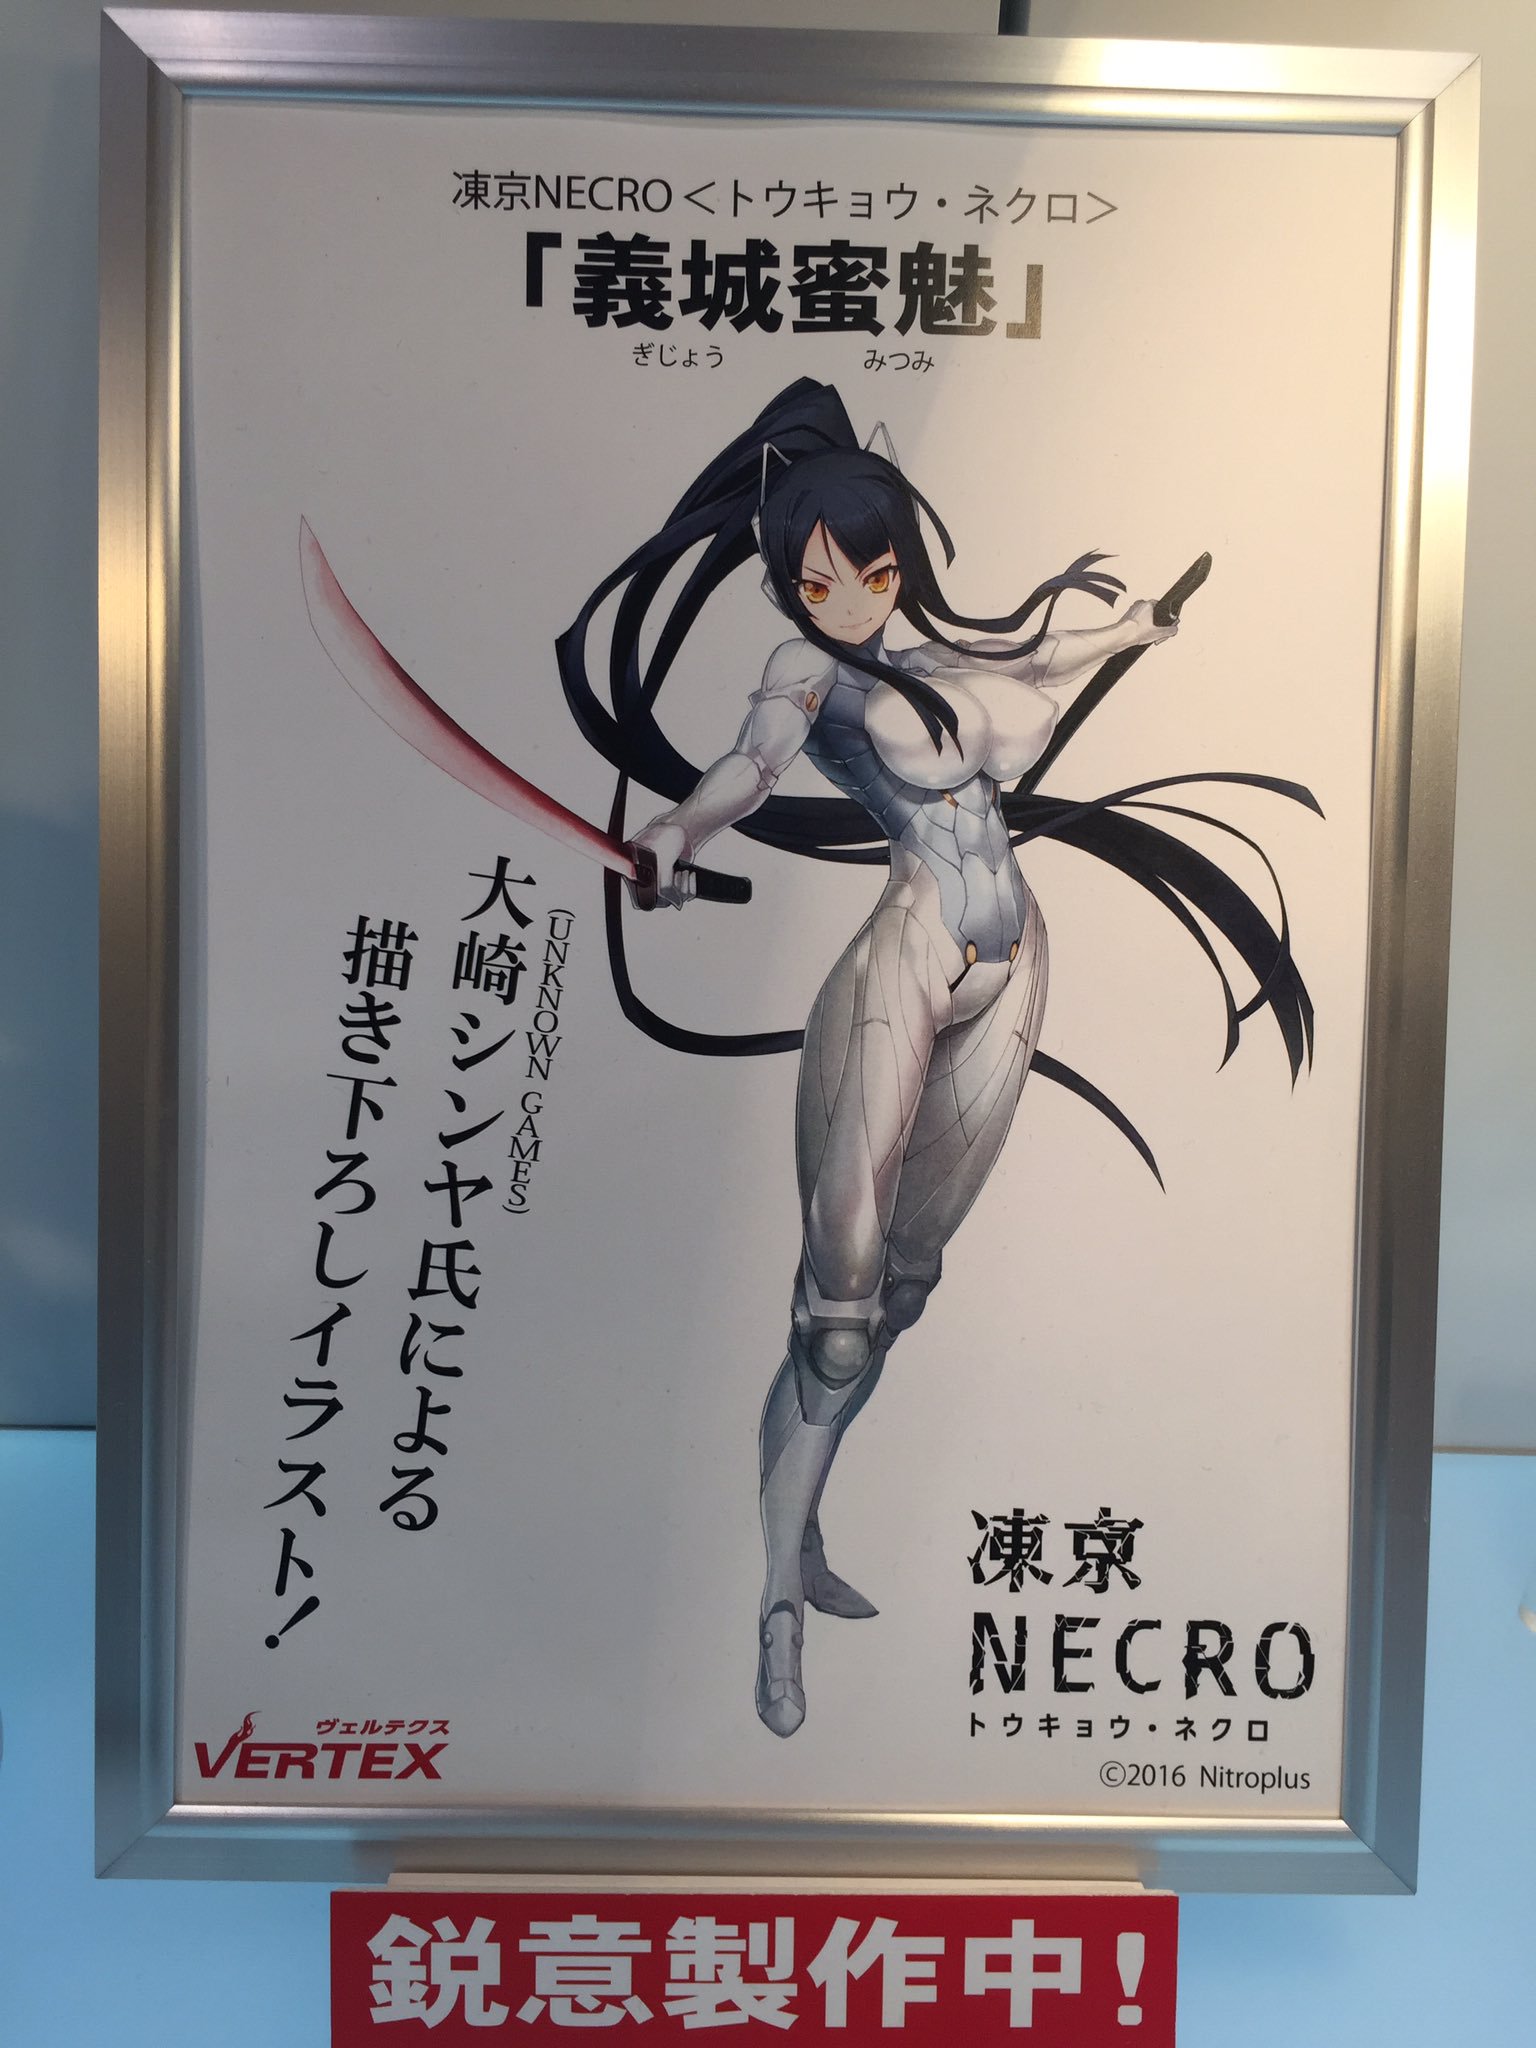 凍京NECRO＜トウキョウ・ネクロ＞
「義城蜜魅」
ぎじょう みつみ
(UNKNOWN GAMES)
大崎シンヤ氏による
描き下ろしイラスト!
凍京
NECRO
トウキョウ・ネクロ
ヴェルテクス
VERTEX
©2016 Nitroplus
鋭意製作中!